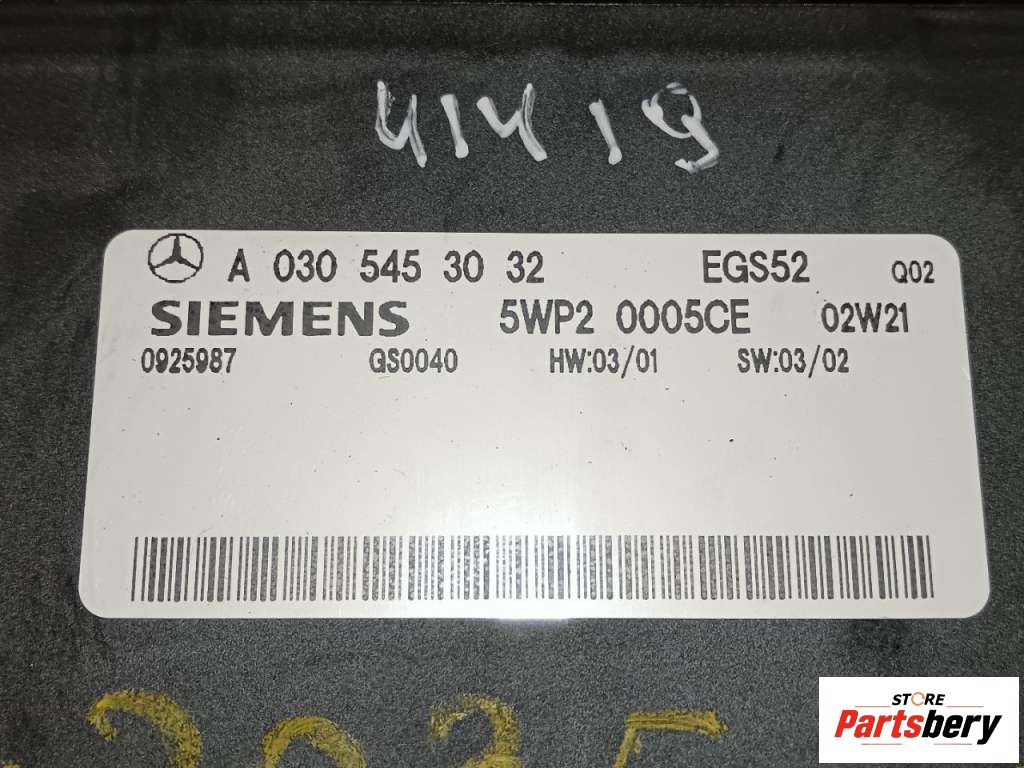 41419
A 030 545 30 32 EGS52 Q02
SIEMENS 5WP2 0005CE 02W21
0925987 GS0040 HW:03/01 SW:03/02
STORE
Partsbery